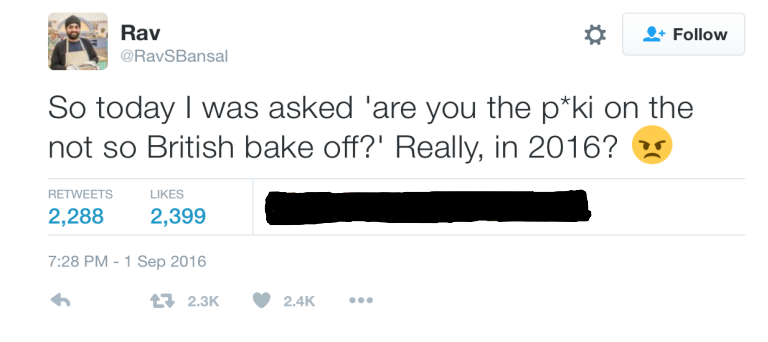 Rav
@RavSBansal
Follow
So today I was asked 'are you the p*ki on the
not so British bake off?' Really, in 2016? 😠
RETWEETS LIKES
2,288 2,399
7:28 PM - 1 Sep 2016
2.3K 2.4K